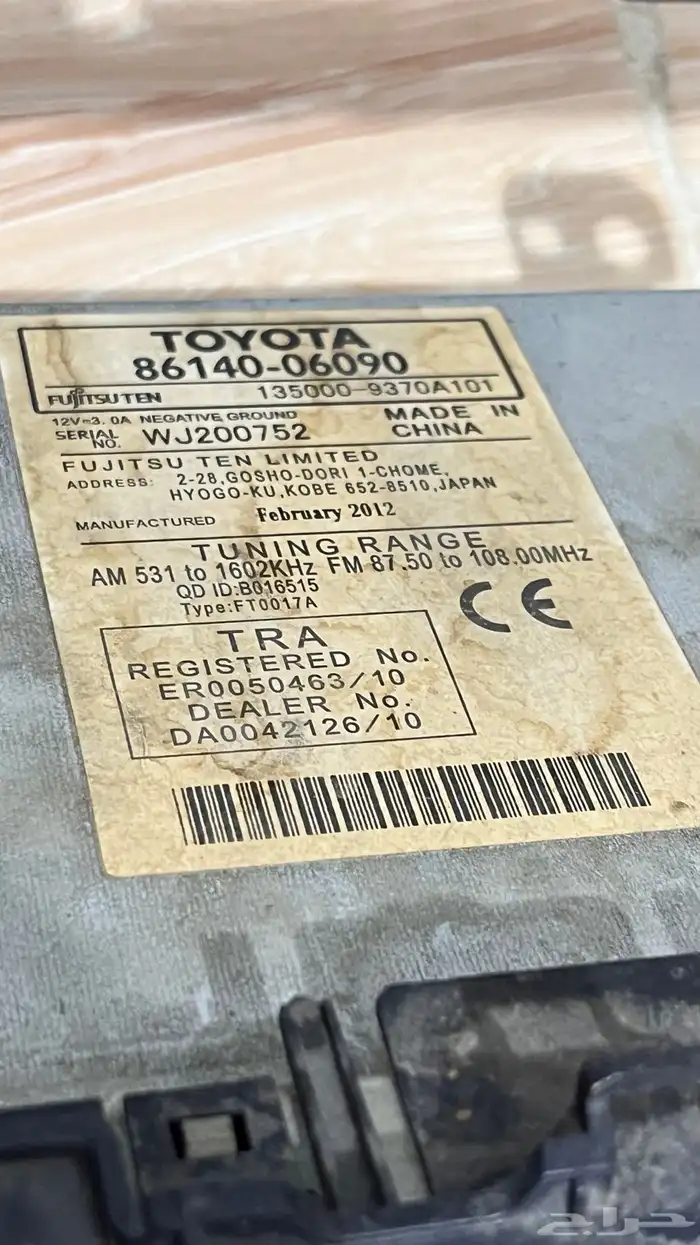 TOYOTA
86140-06090
FUJITSU TEN 135000-9370A101
12V⎓3.0A NEGATIVE GROUND MADE IN
SERIAL NO. WJ200752 CHINA
FUJITSU TEN LIMITED
ADDRESS: 2-28,GOSHO-DORI 1-CHOME,
HYOGO-KU,KOBE 652-8510,JAPAN
MANUFACTURED February 2012
TUNING RANGE
AM 531 to 1602KHz FM 87.50 to 108.00MHz
QD ID:B016515
Type:FT0017A
CE
TRA
REGISTERED No.
ER0050463/10
DEALER No.
DA0042126/10
حراج